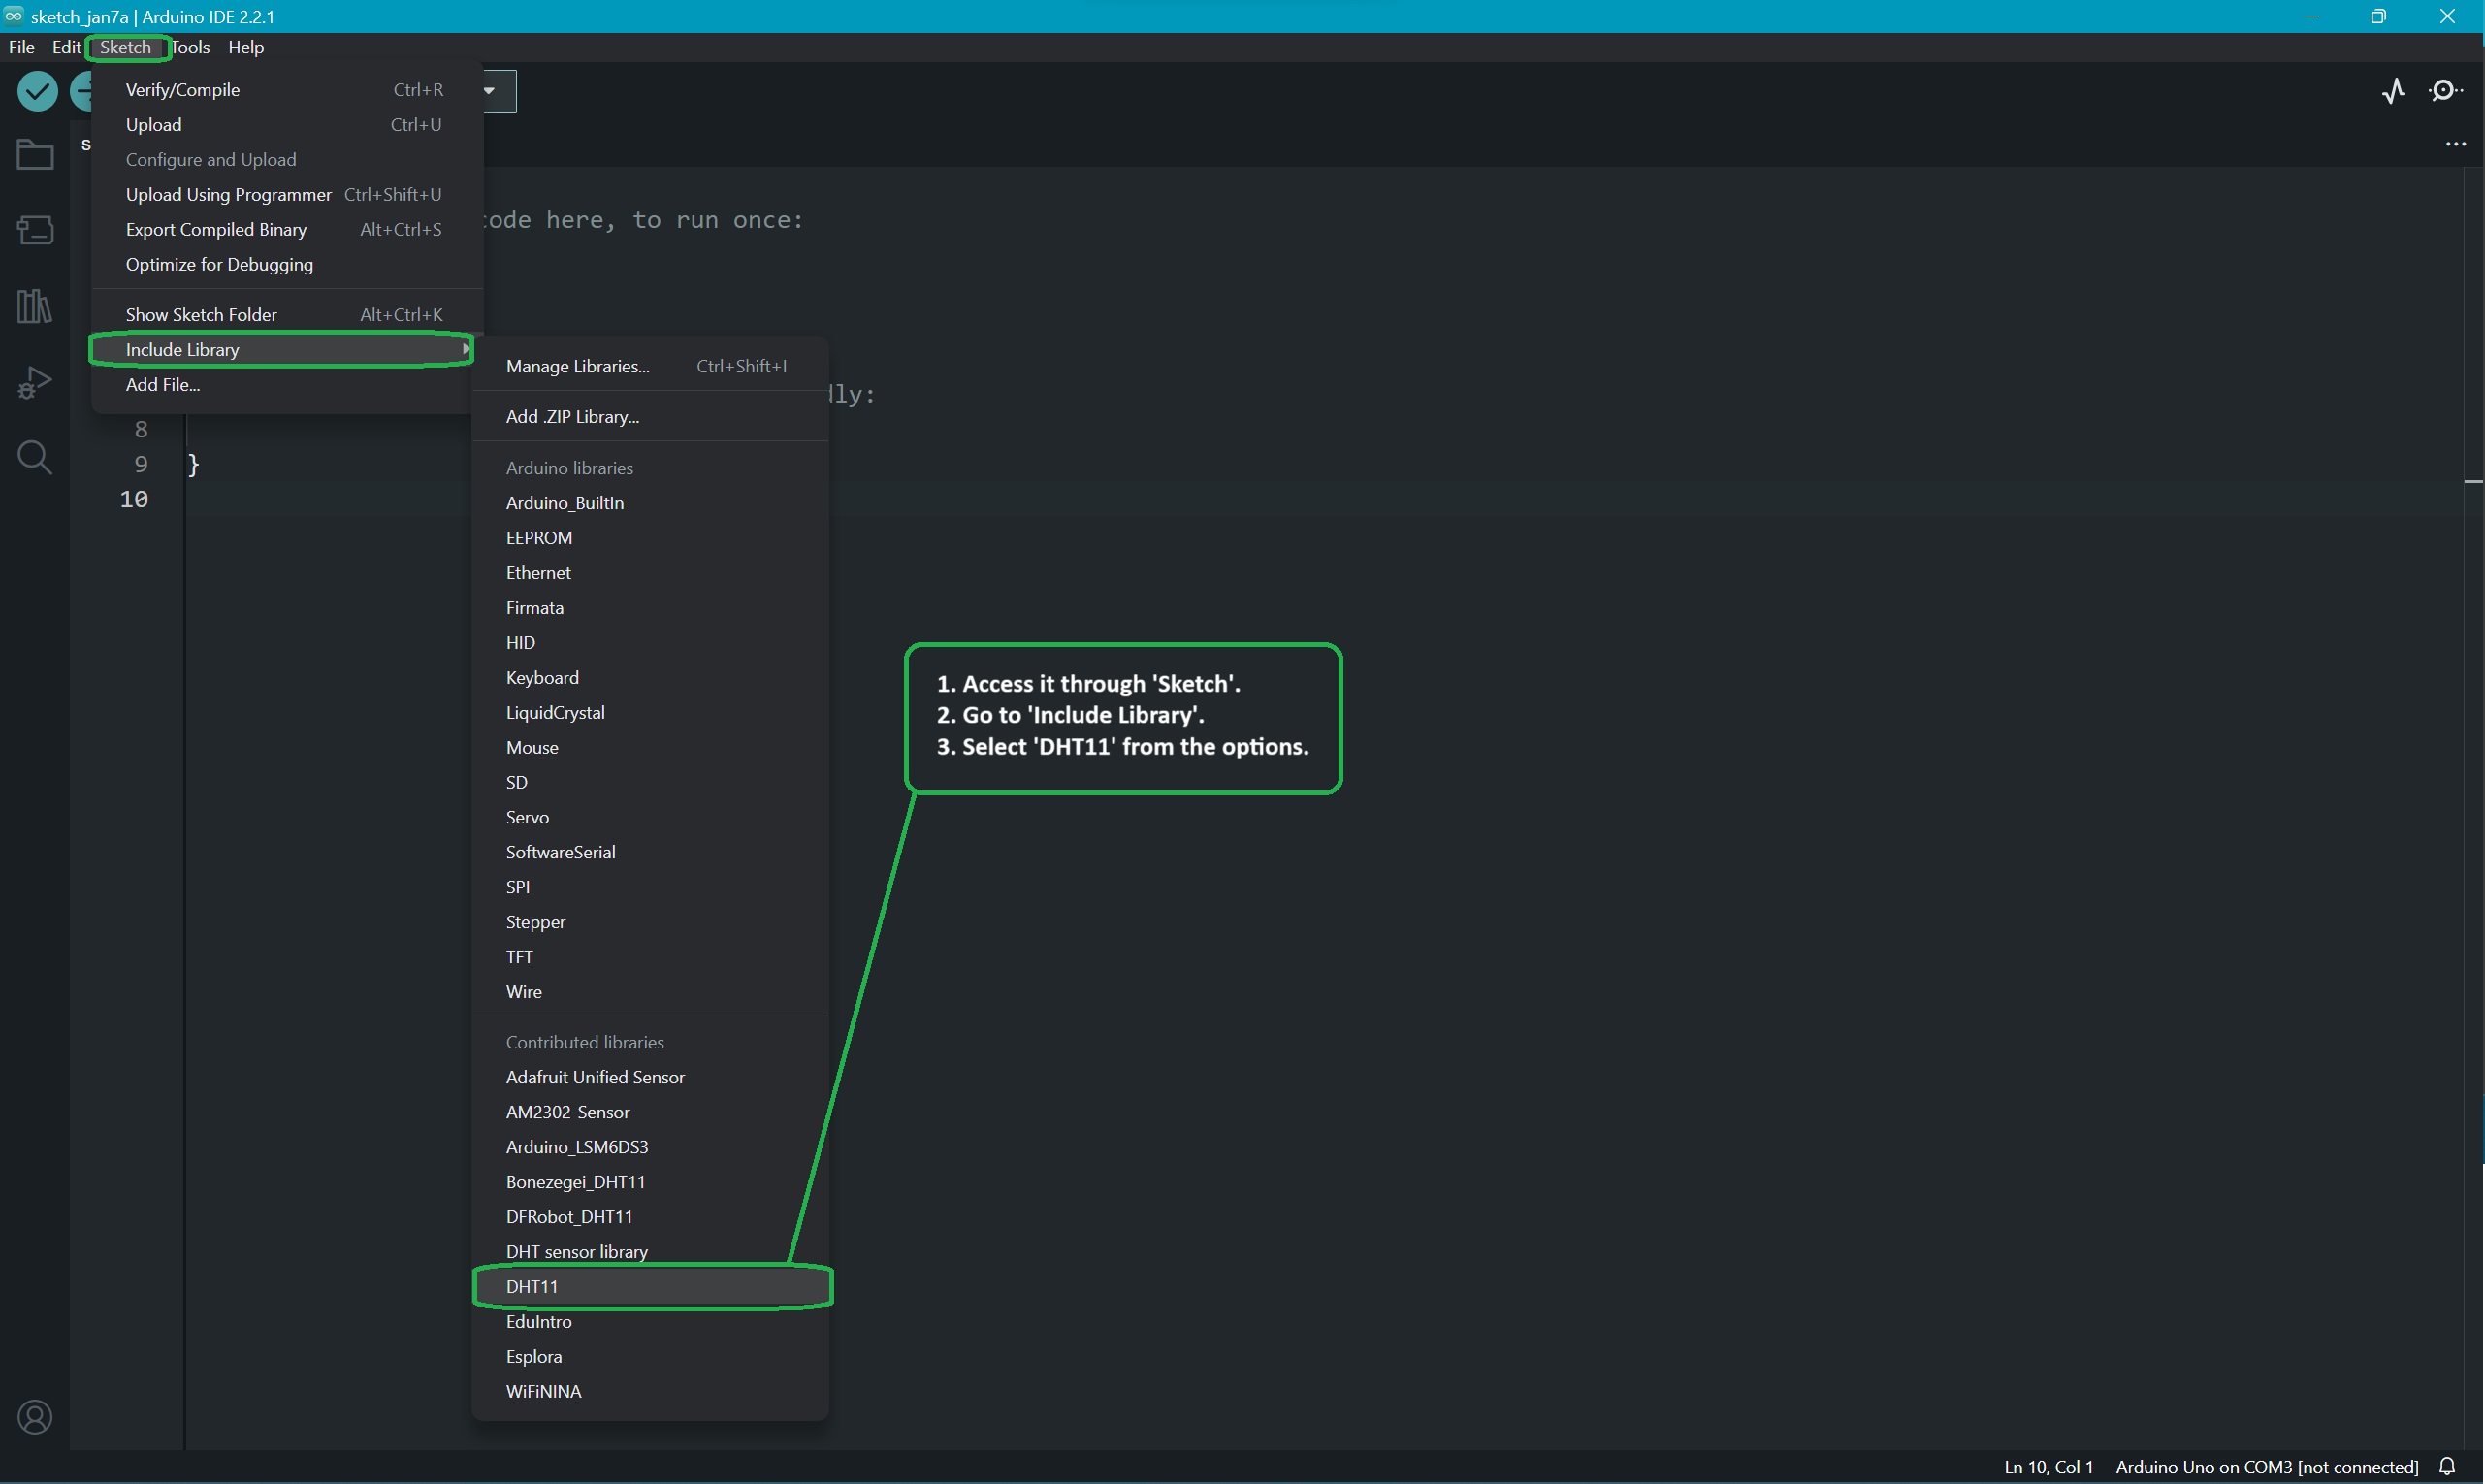 sketch_jan7a | Arduino IDE 2.2.1
File Edit Sketch Tools Help
Verify/Compile Ctrl+R
Upload Ctrl+U
Configure and Upload
Upload Using Programmer Ctrl+Shift+U
Export Compiled Binary Alt+Ctrl+S
Optimize for Debugging
Show Sketch Folder Alt+Ctrl+K
Include Library
Add File...
code here, to run once:
8
9 }
10
Manage Libraries... Ctrl+Shift+I
Add .ZIP Library...
Arduino libraries
Arduino_BuiltIn
EEPROM
Ethernet
Firmata
HID
Keyboard
LiquidCrystal
Mouse
SD
Servo
SoftwareSerial
SPI
Stepper
TFT
Wire
Contributed libraries
Adafruit Unified Sensor
AM2302-Sensor
Arduino_LSM6DS3
Bonezegei_DHT11
DFRobot_DHT11
DHT sensor library
DHT11
EduIntro
Esplora
WiFiNINA
1. Access it through 'Sketch'.
2. Go to 'Include Library'.
3. Select 'DHT11' from the options.
Ln 10, Col 1 Arduino Uno on COM3 [not connected]